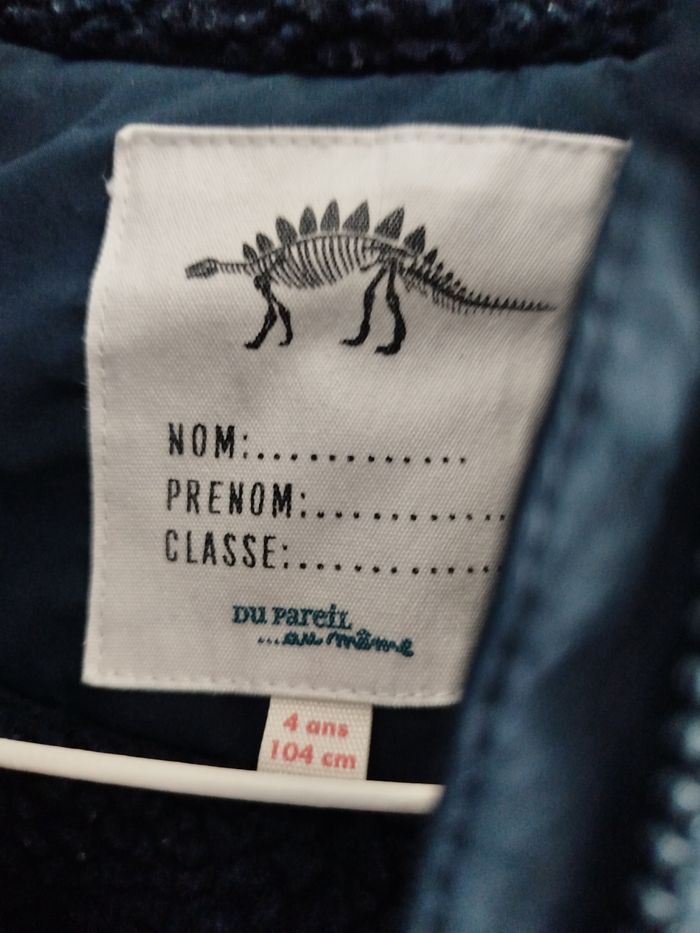 NOM:............
PRENOM:............
CLASSE:............
DU PareIL
...au même
4 ans
104 cm